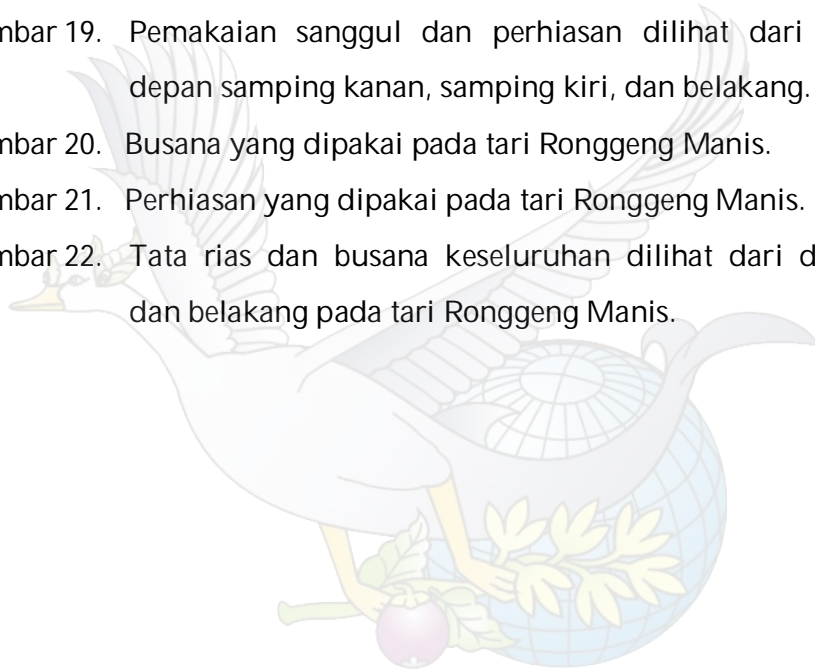 mbar 19. Pemakaian sanggul dan perhiasan dilihat dari
depan samping kanan, samping kiri, dan belakang.
mbar 20. Busana yang dipakai pada tari Ronggeng Manis.
mbar 21. Perhiasan yang dipakai pada tari Ronggeng Manis.
mbar 22. Tata rias dan busana keseluruhan dilihat dari d
dan belakang pada tari Ronggeng Manis.